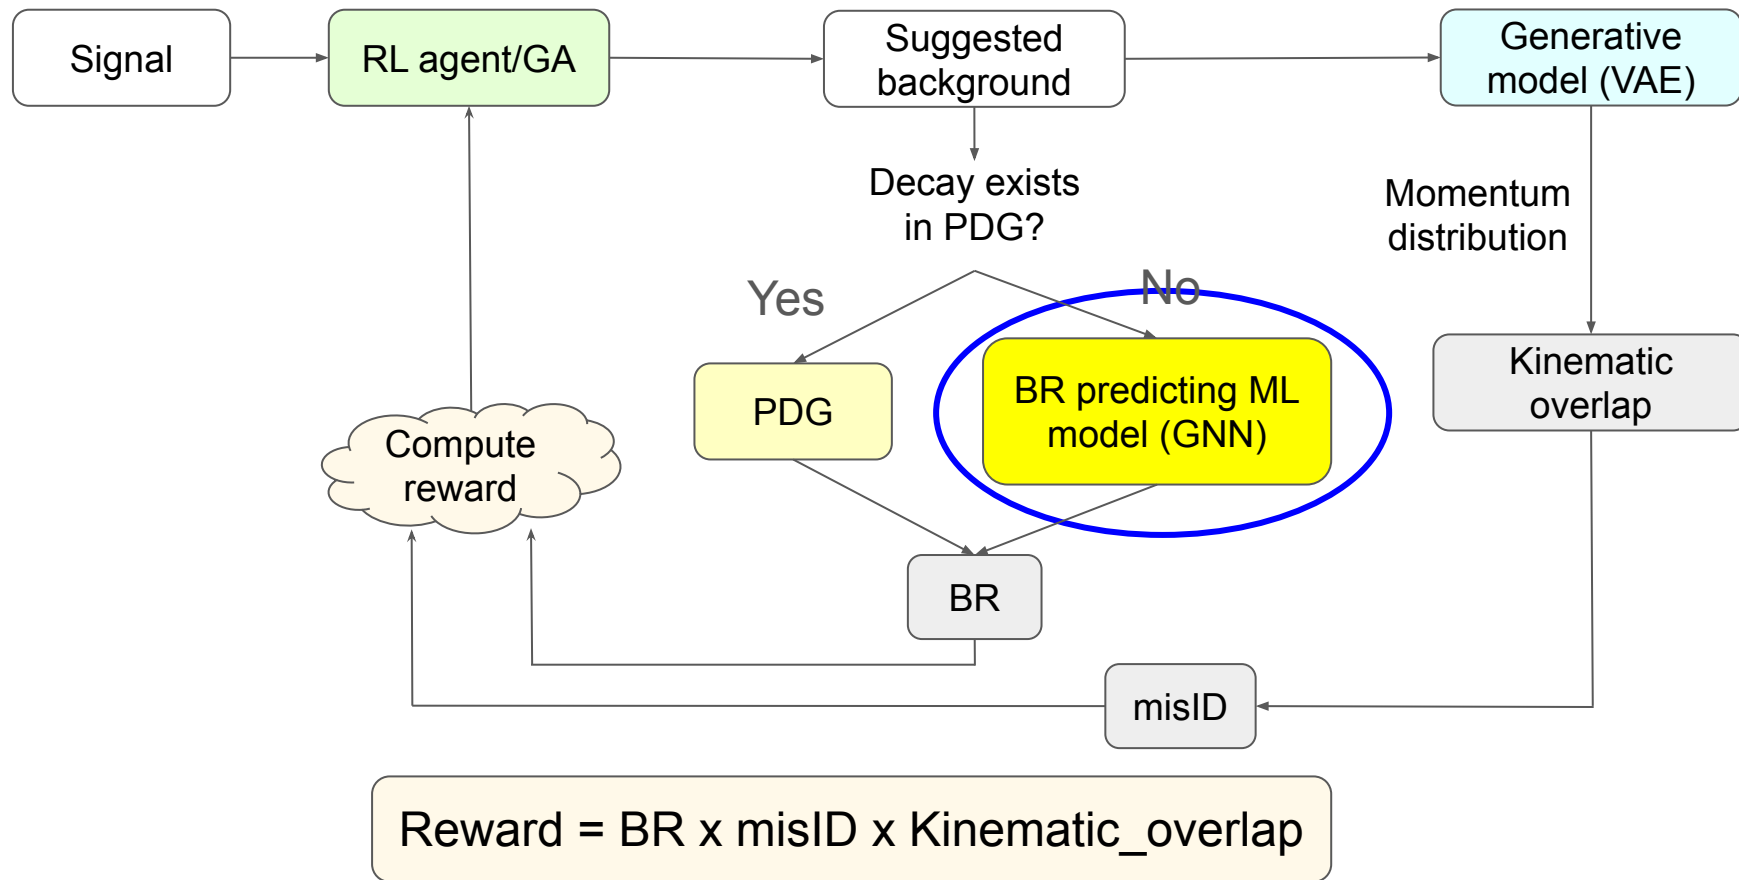 Signal
RL agent/GA
Suggested
background
Generative
model (VAE)
Decay exists
in PDG?
Momentum
distribution
Yes
No
PDG
BR predicting ML
model (GNN)
Kinematic
overlap
Compute
reward
BR
misID
Reward = BR x misID x Kinematic_overlap